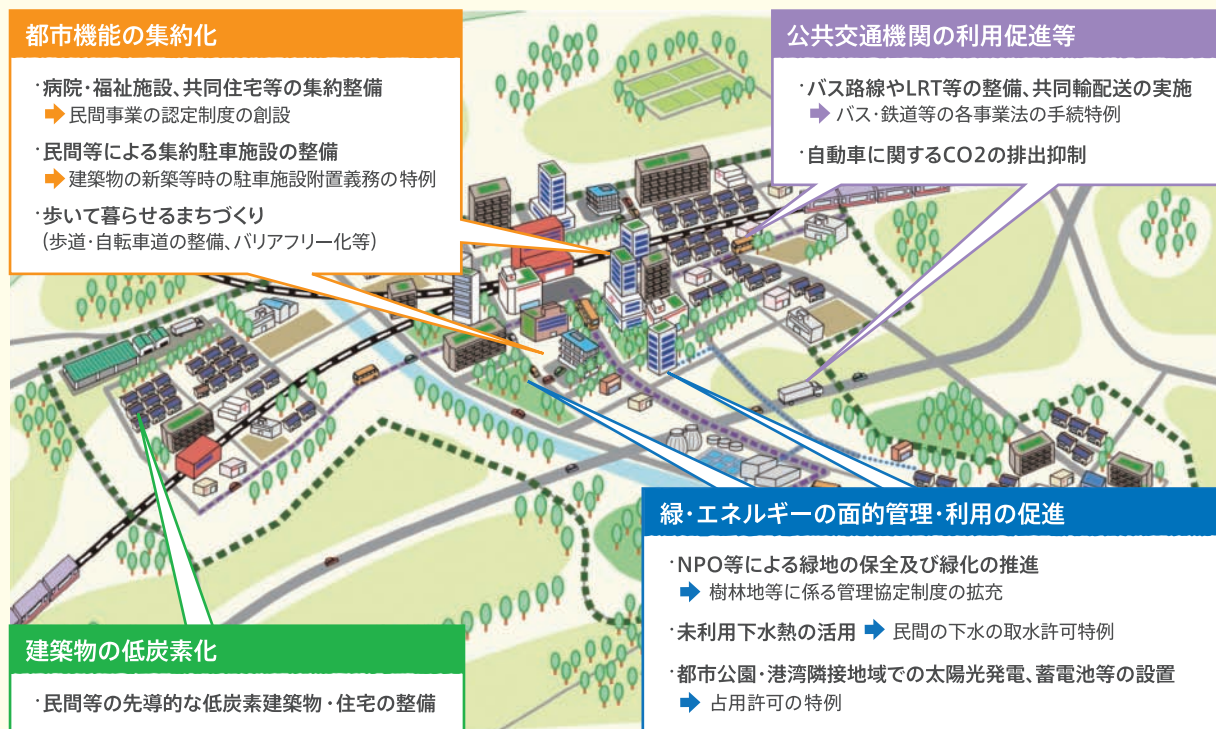 都市機能の集約化
・病院・福祉施設、共同住宅等の集約整備
➡ 民間事業の認定制度の創設
・民間等による集約駐車施設の整備
➡ 建築物の新築等時の駐車施設附置義務の特例
・歩いて暮らせるまちづくり
(歩道・自転車道の整備、バリアフリー化等)
公共交通機関の利用促進等
・バス路線やLRT等の整備、共同輸配送の実施
➡ バス・鉄道等の各事業法の手続特例
・自動車に関するCO2の排出抑制
緑・エネルギーの面的管理・利用の促進
・NPO等による緑地の保全及び緑化の推進
➡ 樹林地等に係る管理協定制度の拡充
・未利用下水熱の活用 ➡ 民間の下水の取水許可特例
・都市公園・港湾隣接地域での太陽光発電、蓄電池等の設置
➡ 占用許可の特例
建築物の低炭素化
・民間等の先導的な低炭素建築物・住宅の整備